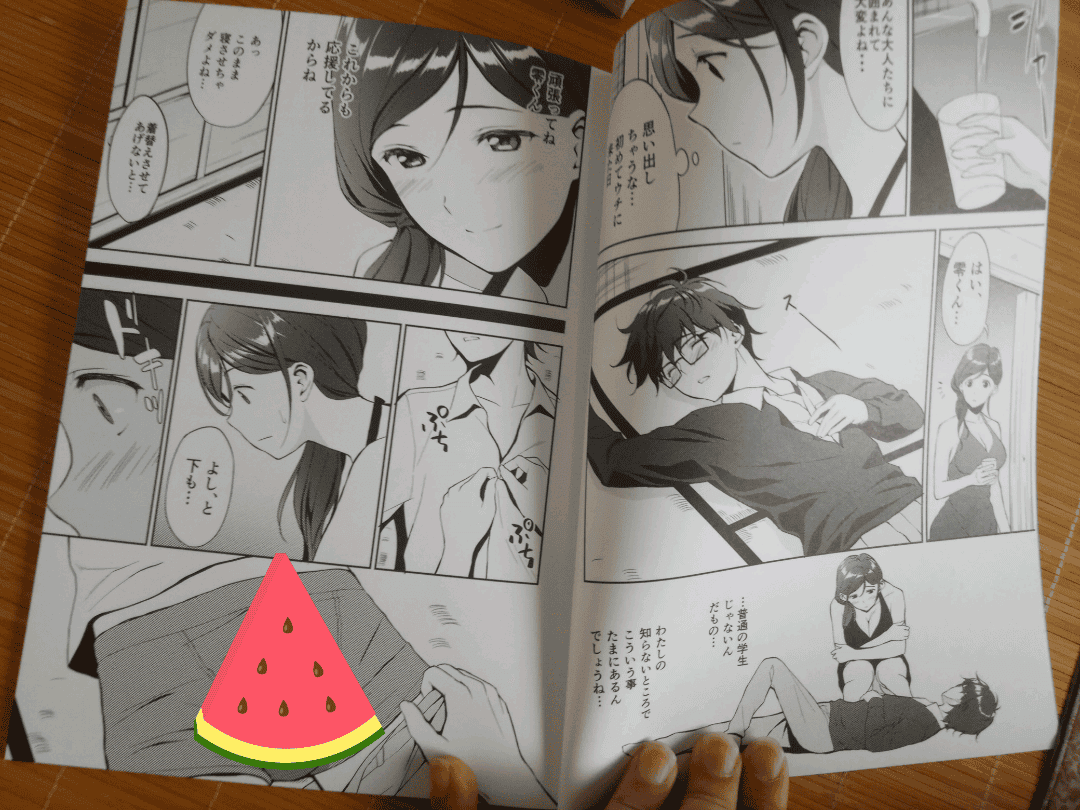 あんな大人たちに
囲まれて
大変よね…
思い出し
ちゃうな…
初めてウチに
来た日
はい、
零くん…
スー
…普通の学生
じゃないん
だもの…
わたしの
知らないところで
こういう事
たまにあるん
でしょうね…
頑張ってね
零くん
これからも
応援してる
からね
あっ
このまま
寝させちゃ
ダメよね…
着替えさせて
あげないと…
ぷち
ぷち
よし、と
下も…
ドキッ